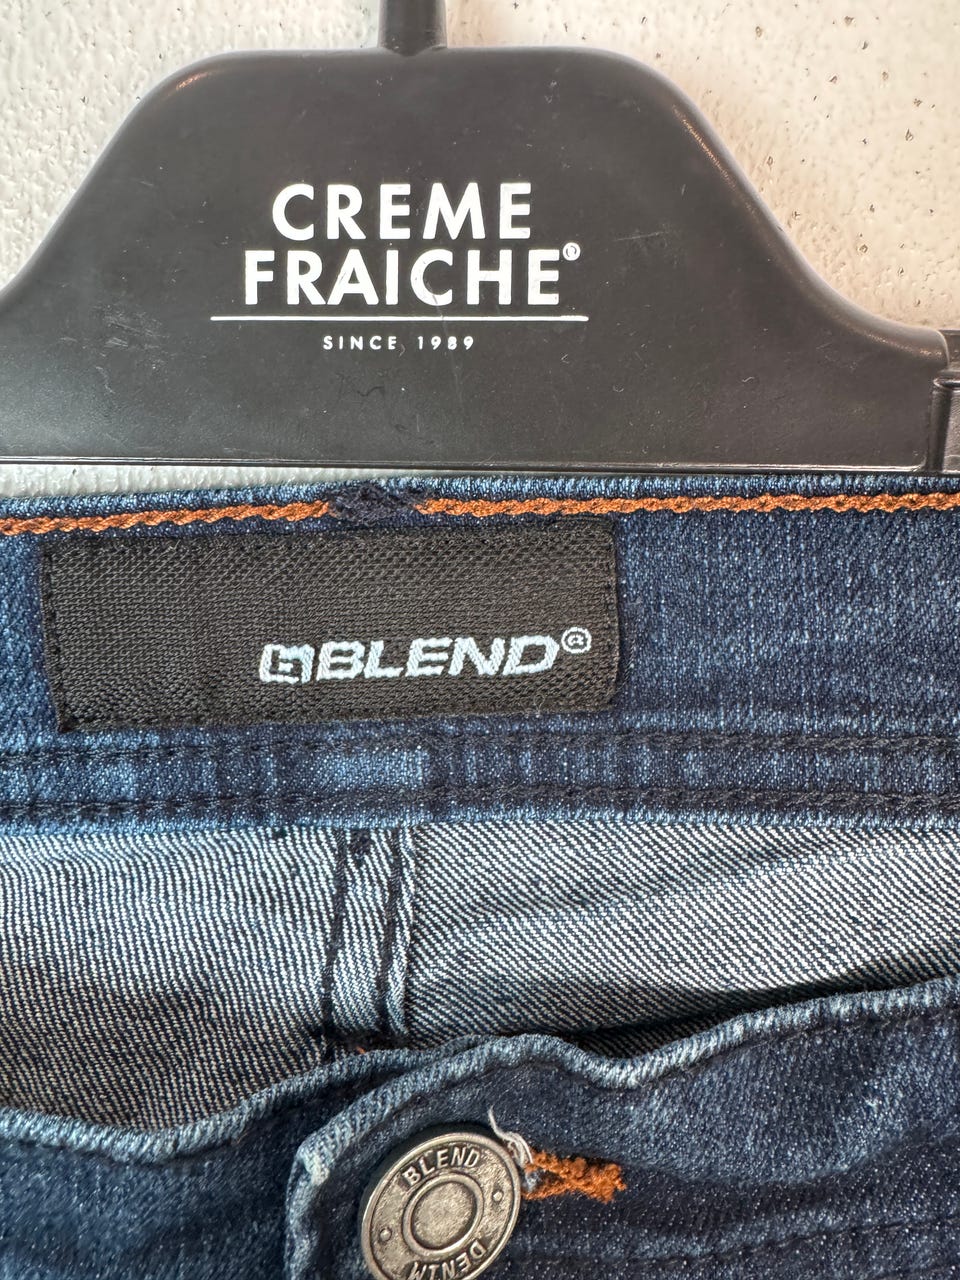 CREME
FRAICHE®
SINCE 1989
BLEND®
BLEND
DENIM